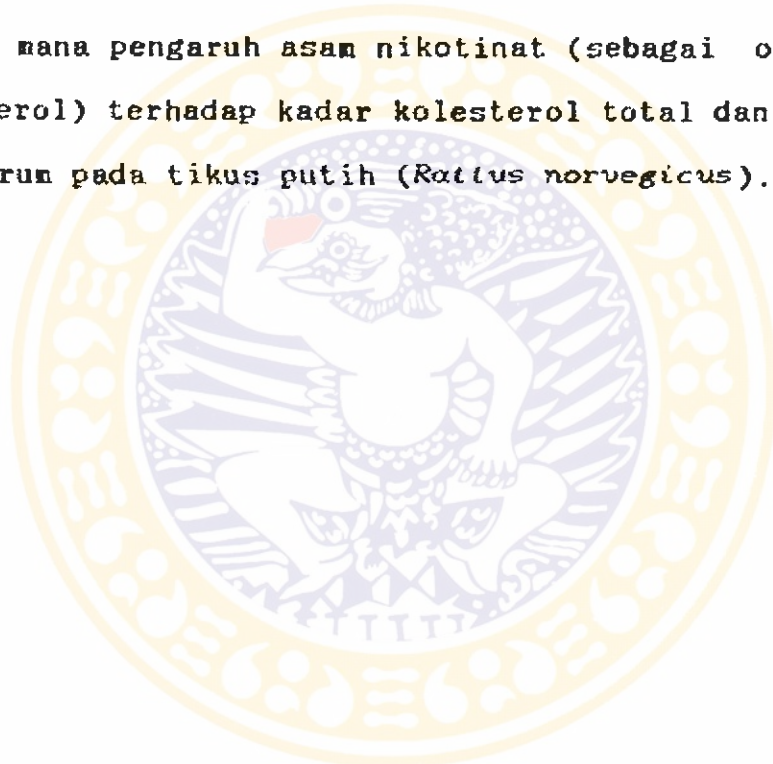 mana pengaruh asam nikotinat (sebagai o
erol) terhadap kadar kolesterol total dan
rum pada tikus putih (Rattus norvegicus).